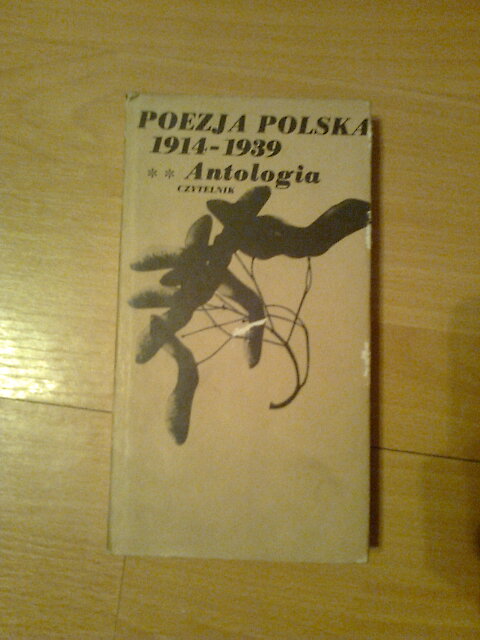 POEZJA POLSKA
1914-1939
** Antologia
CZYTELNIK